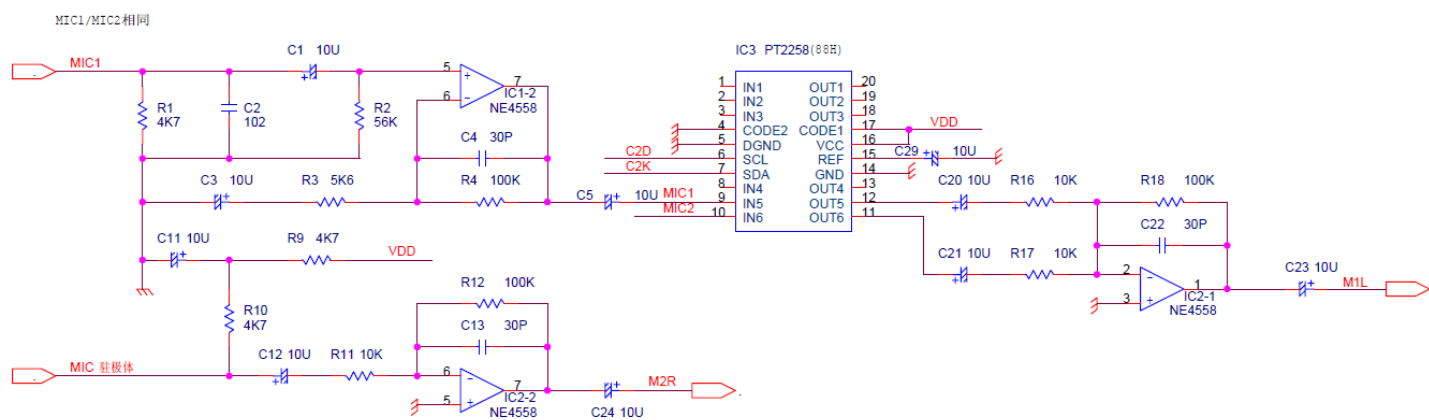 MIC1/MIC2相同
MIC1
C1 10U
R1
4K7
C2
102
R2
56K
5
6
7
IC1-2
NE4558
C4 30P
C3 10U
R3 5K6
R4 100K
C5 10U
MIC1
MIC2
C2D
C2K
IC3 PT2258(88H)
1 IN1 OUT1 20
2 IN2 OUT2 19
3 IN3 OUT3 18
4 CODE2 CODE1 17
5 DGND VCC 16
6 SCL REF 15
7 SDA GND 14
8 IN4 OUT4 13
9 IN5 OUT5 12
10 IN6 OUT6 11
VDD
C29 10U
C20 10U
R16 10K
R18 100K
C22 30P
C21 10U
R17 10K
2
3
1
IC2-1
NE4558
C23 10U
M1L
C11 10U
R9 4K7
VDD
R10
4K7
R12 100K
C13 30P
MIC 驻极体
C12 10U
R11 10K
6
5
7
IC2-2
NE4558
C24 10U
M2R